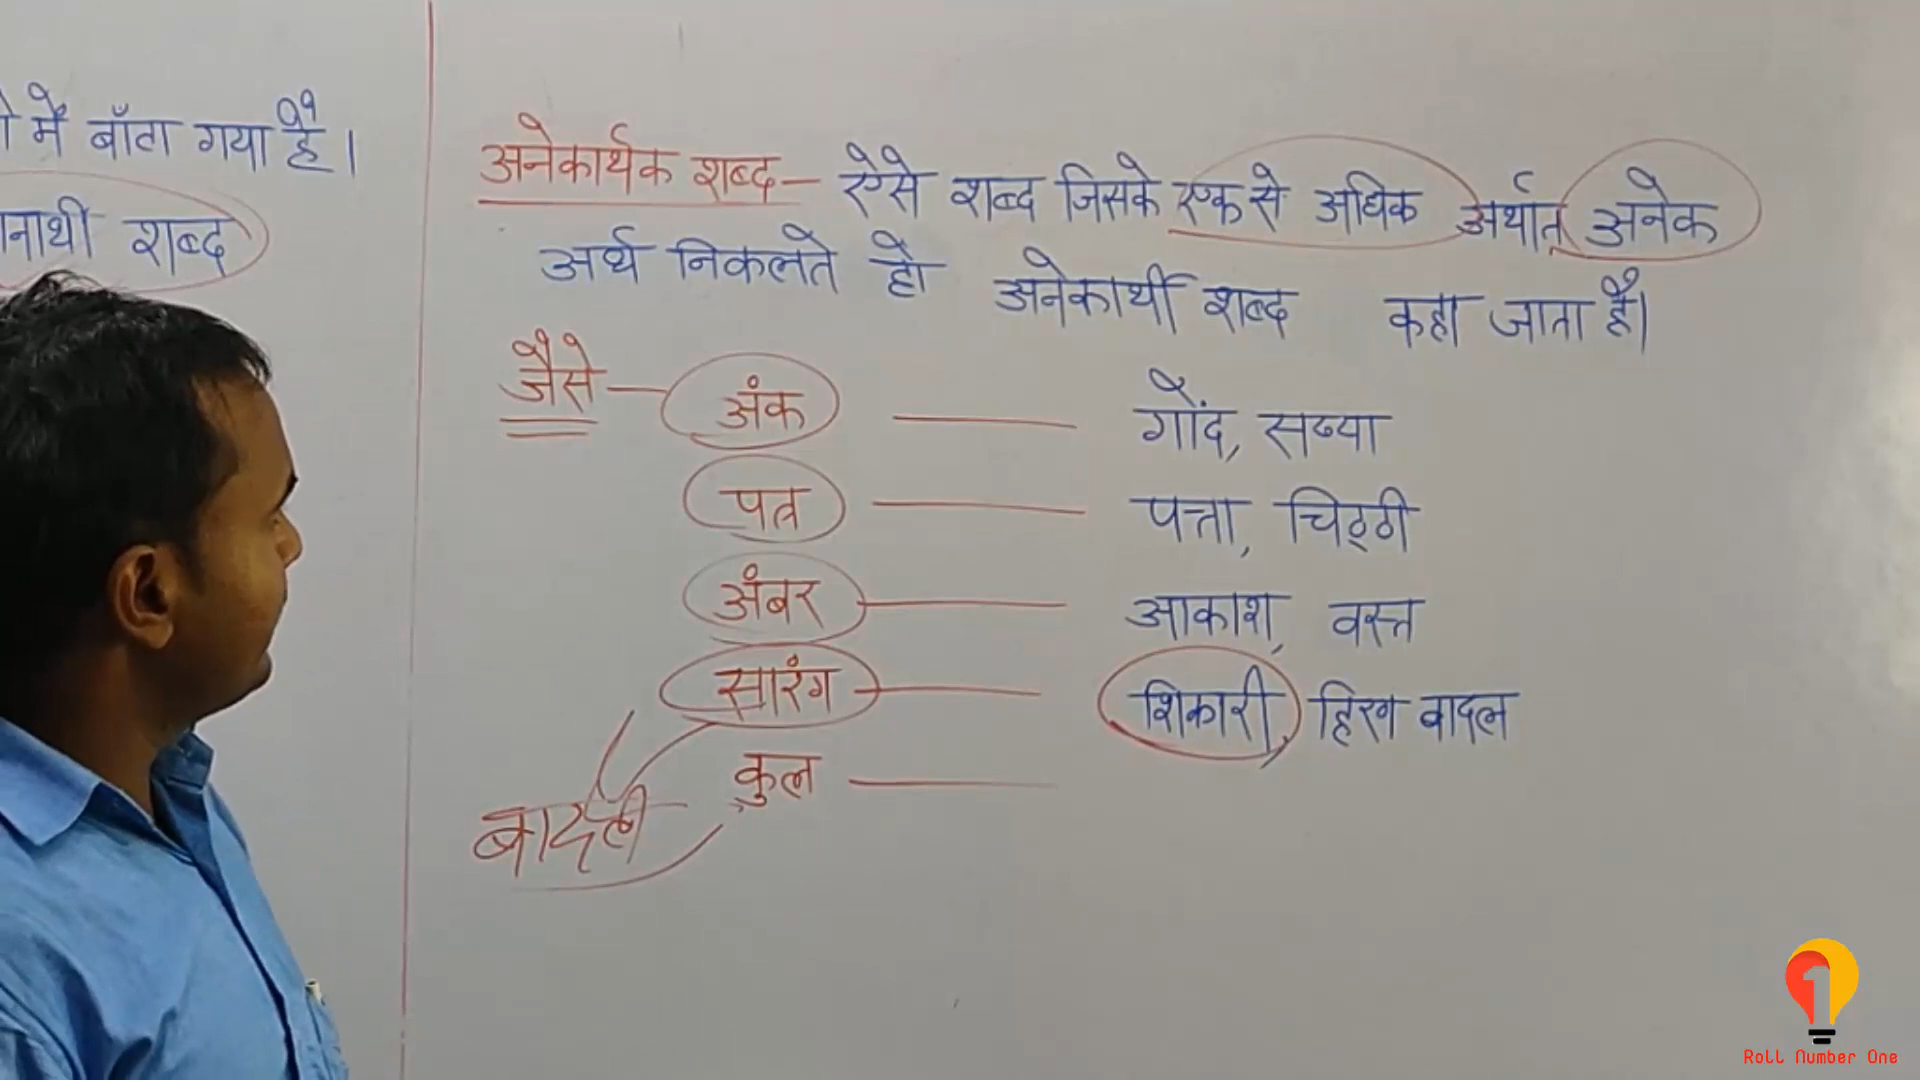 में बाँटा गया है।
शब्द
अनेकार्थक शब्द – ऐसे शब्द जिसके एक से अधिक अर्थात् अनेक
अर्थ निकलते हो अनेकार्थी शब्द कहा जाता है।
जैसे — अंक — गोंद, सख्या
पत्र — पत्ता, चिठ्ठी
अंबर — आकाश, वस्त्र
सारंग — शिकारी, हिरण बादल
कुल —
Roll Number One